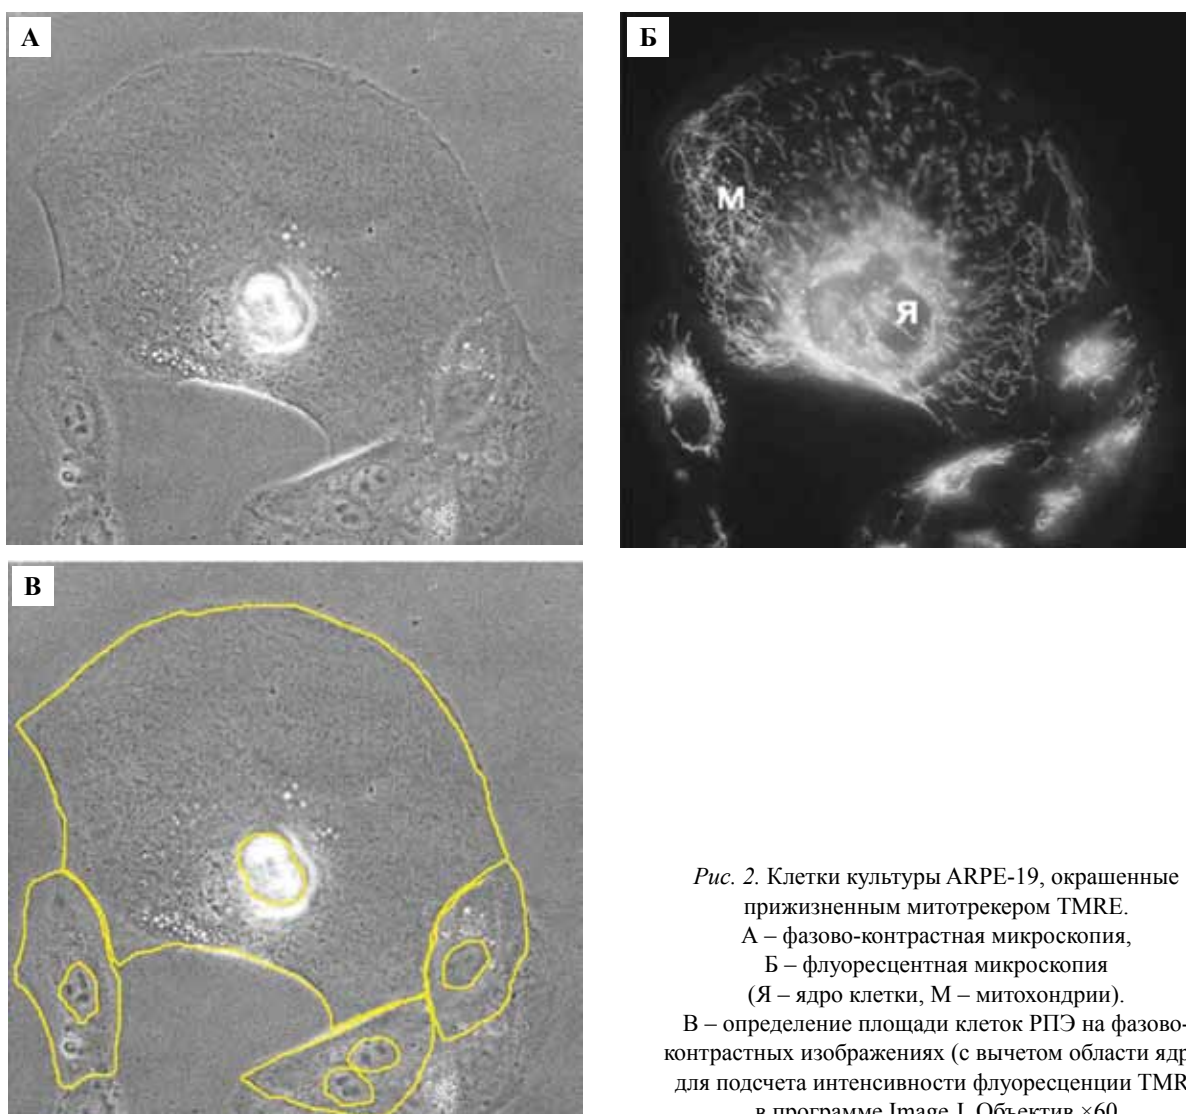 А
Б
М
Я
В
Рис. 2. Клетки культуры ARPE-19, окрашенные
прижизненным митотрекером TMRE.
А – фазово-контрастная микроскопия,
Б – флуоресцентная микроскопия
(Я – ядро клетки, М – митохондрии).
В – определение площади клеток РПЭ на фазово-
контрастных изображениях (с вычетом области ядр
для подсчета интенсивности флуоресценции TMR
в программе Image J. Объектив ×60